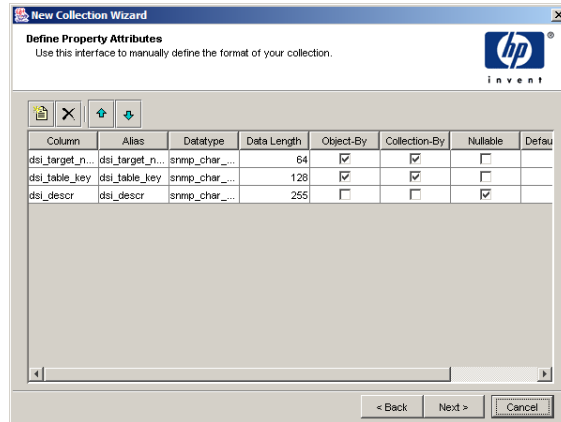 New Collection Wizard
Define Property Attributes
Use this interface to manually define the format of your collection.
hp
®
invent
Column Alias Datatype Data Length Object-By Collection-By Nullable Defau
dsi_target_n... dsi_target_n... snmp_char_... 64
dsi_table_key dsi_table_key snmp_char_... 128
dsi_descr dsi_descr snmp_char_... 255
< Back Next > Cancel